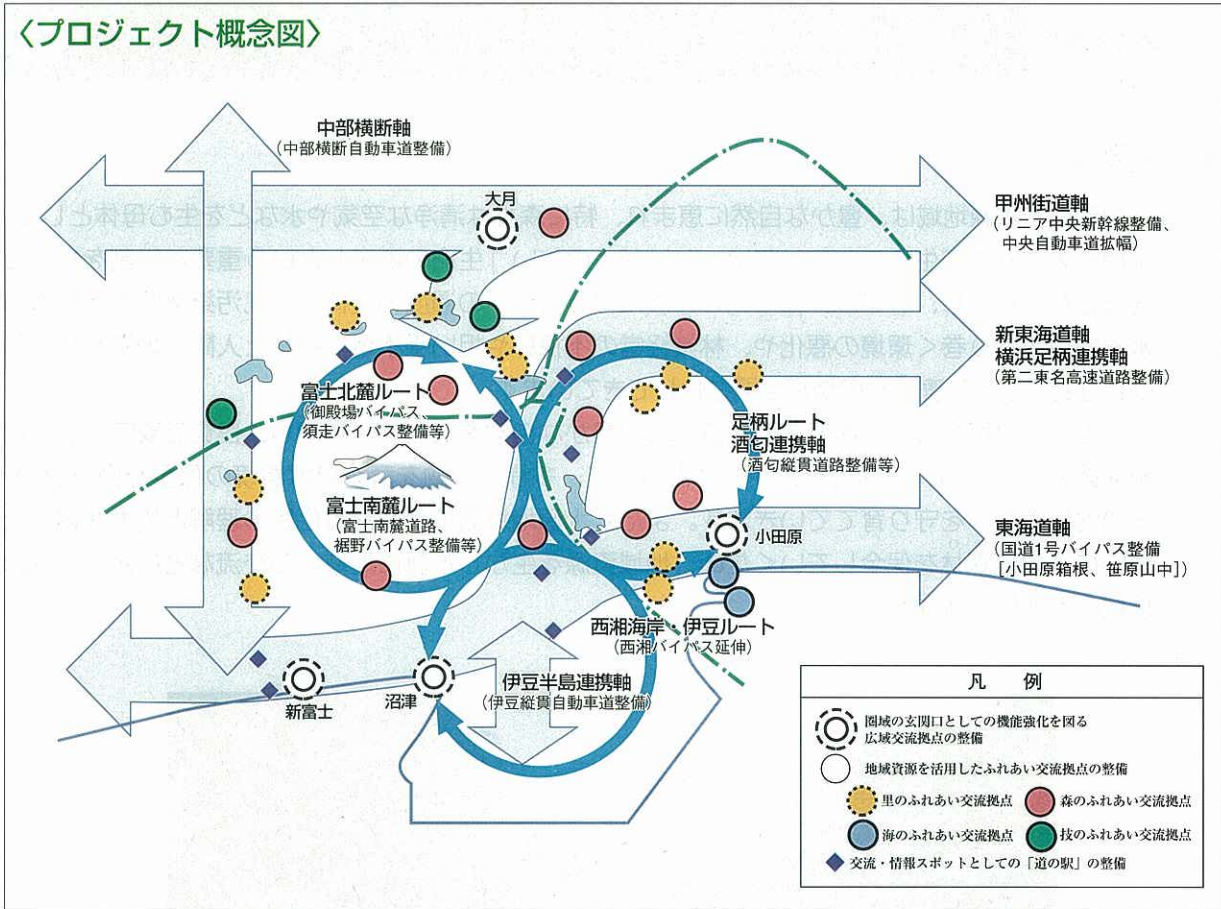 〈プロジェクト概念図〉
中部横断軸
（中部横断自動車道整備）
大月
甲州街道軸
（リニア中央新幹線整備、
中央自動車道拡幅）
新東海道軸
横浜足柄連携軸
（第二東名高速道路整備）
富士北麓ルート
（御殿場バイパス、
須走バイパス整備等）
足柄ルート
酒匂連携軸
（酒匂縦貫道路整備等）
富士南麓ルート
（富士南麓道路、
裾野バイパス整備等）
小田原
東海道軸
（国道1号バイパス整備
［小田原箱根、笹原山中］）
西湘海岸・伊豆ルート
（西湘バイパス延伸）
伊豆半島連携軸
（伊豆縦貫自動車道整備）
新富士
沼津
凡 例
圏域の玄関口としての機能強化を図る
広域交流拠点の整備
地域資源を活用したふれあい交流拠点の整備
里のふれあい交流拠点
森のふれあい交流拠点
海のふれあい交流拠点
技のふれあい交流拠点
交流・情報スポットとしての「道の駅」の整備